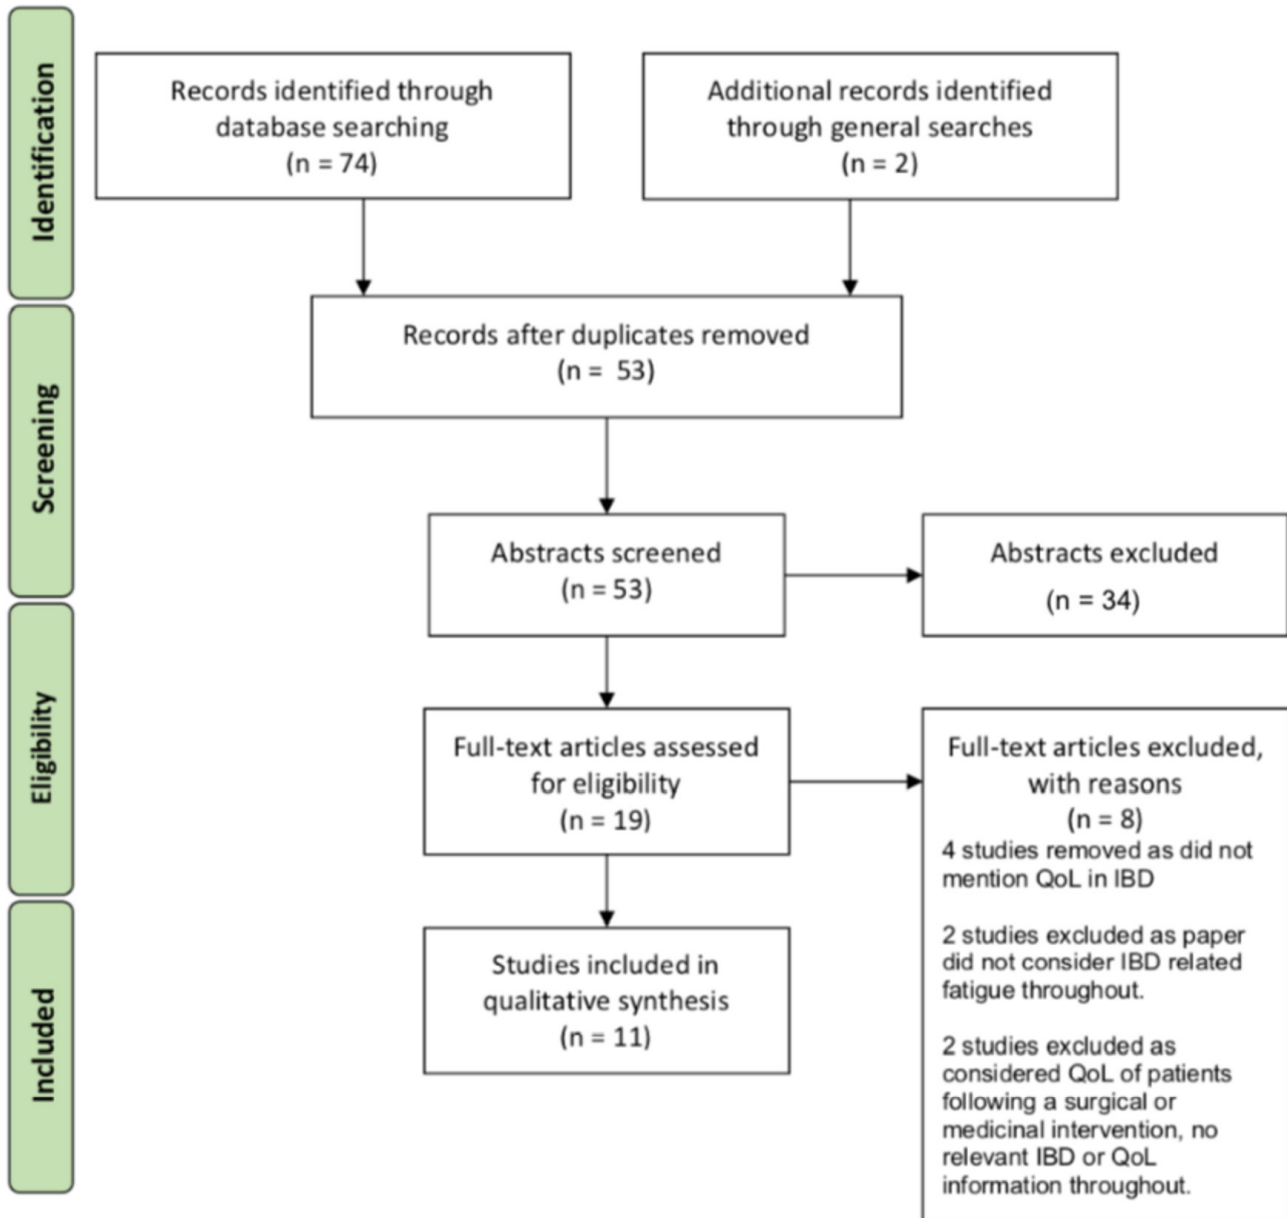 Identification
Records identified through
database searching
(n = 74)
Additional records identified
through general searches
(n = 2)
Screening
Records after duplicates removed
(n = 53)
Abstracts screened
(n = 53)
Abstracts excluded
(n = 34)
Eligibility
Full-text articles assessed
for eligibility
(n = 19)
Full-text articles excluded,
with reasons
(n = 8)
4 studies removed as did not
mention QoL in IBD
2 studies excluded as paper
did not consider IBD related
fatigue throughout.
2 studies excluded as
considered QoL of patients
following a surgical or
medicinal intervention, no
relevant IBD or QoL
information throughout.
Included
Studies included in
qualitative synthesis
(n = 11)